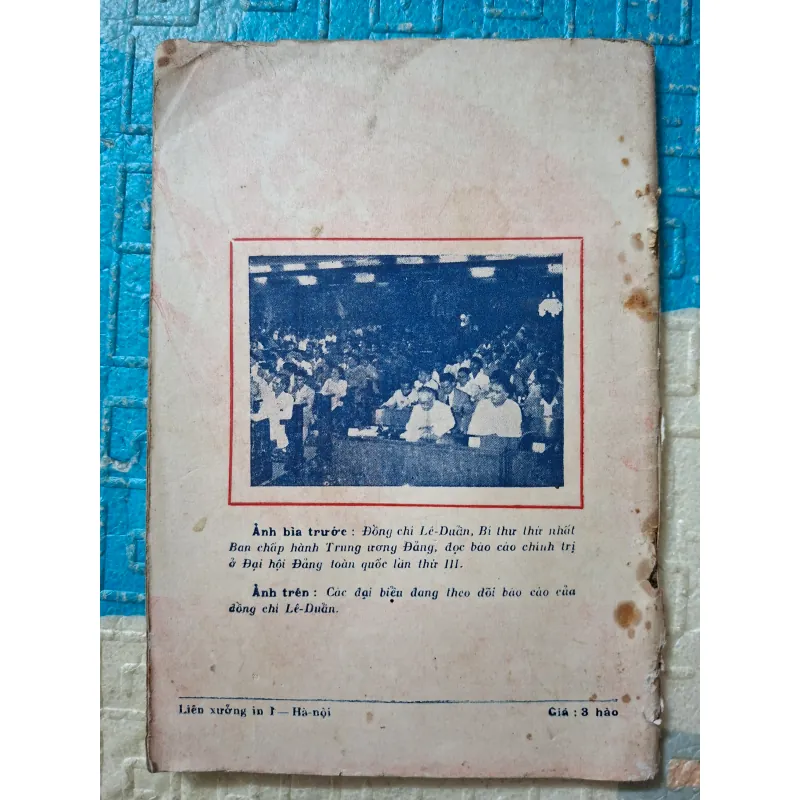 Ảnh bìa trước : Đồng chí Lê-Duẩn, Bí thư thứ nhất
Ban chấp hành Trung ương Đảng, đọc báo cáo chính trị
ở Đại hội Đảng toàn quốc lần thứ III.
Ảnh trên : Các đại biểu đang theo dõi báo cáo của
đồng chí Lê-Duẩn.
Liên xưởng in 1 — Hà-nội
Giá : 3 hào